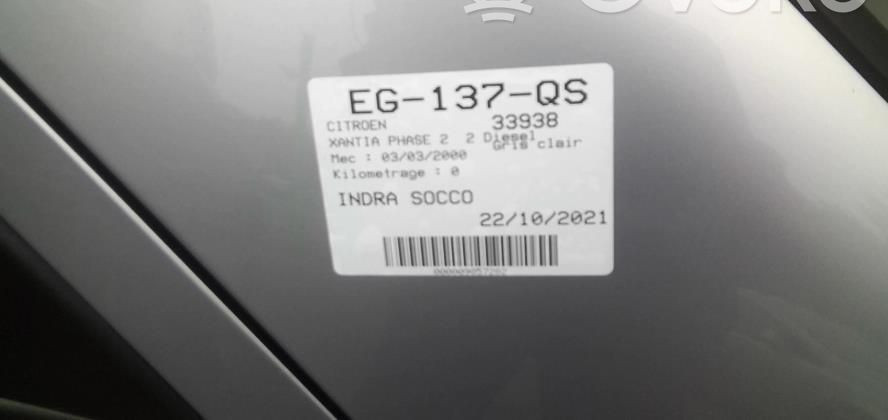 OVOKO
EG-137-QS
CITROEN 33938
XANTIA PHASE 2 2 Diesel
Gris clair
Mec : 03/03/2000
Kilometrage : 0
INDRA SOCCO
22/10/2021